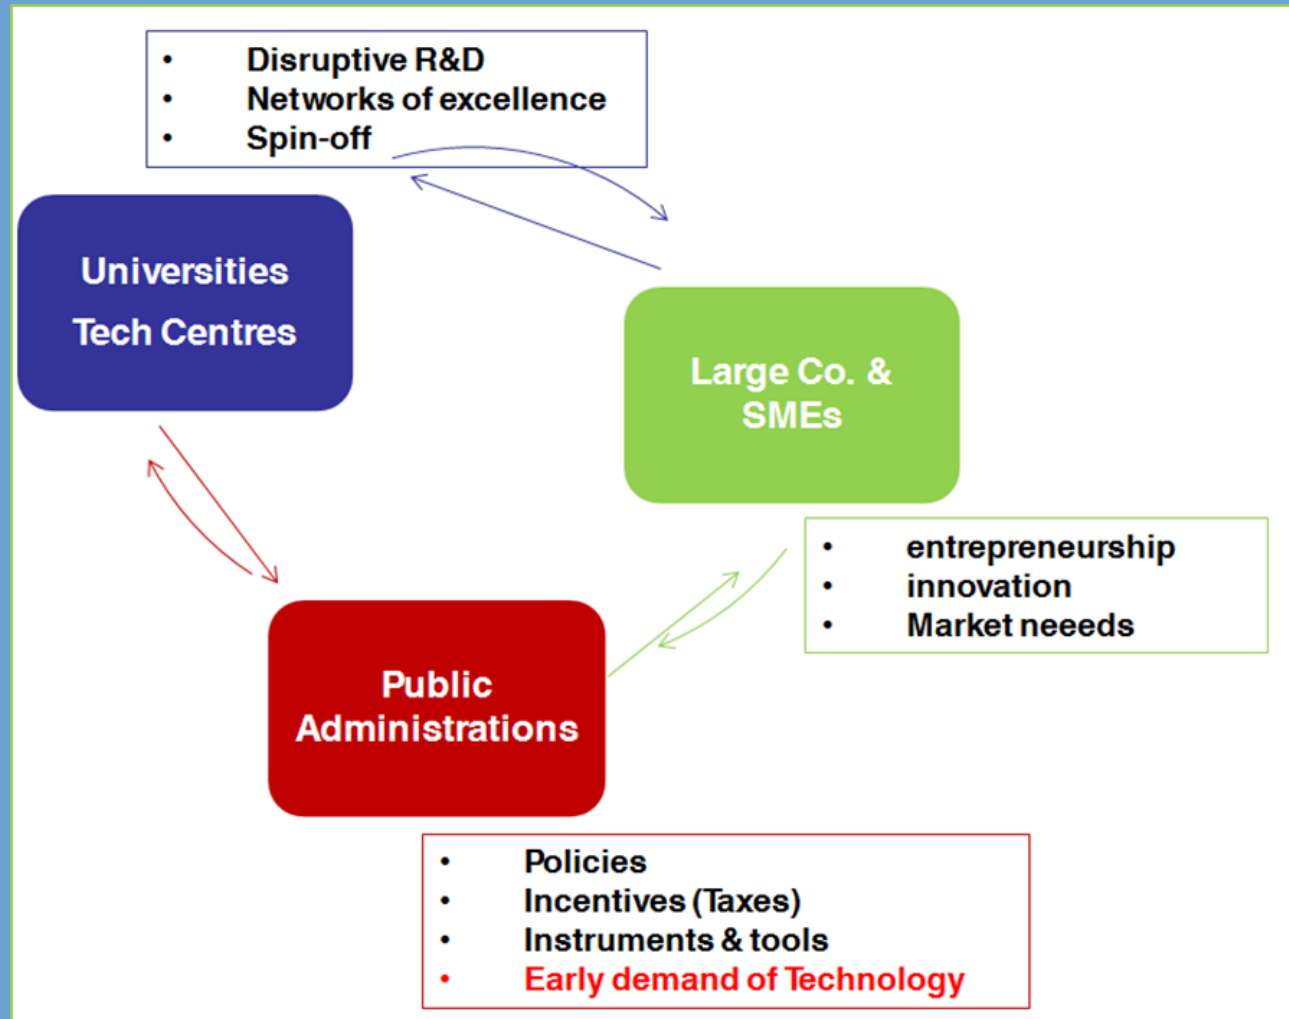 • Disruptive R&D
• Networks of excellence
• Spin-off
Universities
Tech Centres
Large Co. &
SMEs
• entrepreneurship
• innovation
• Market neeeds
Public
Administrations
• Policies
• Incentives (Taxes)
• Instruments & tools
• Early demand of Technology